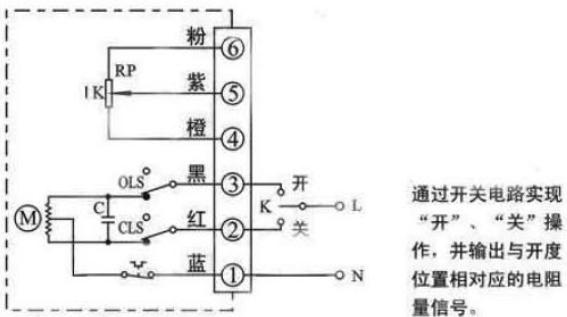 粉 ⑥
RP
1K
紫 ⑤
橙 ④
OLS 黑 ③ 开
K L
M C
CLS 红 ② 关
蓝 ① N
通过开关电路实现
“开”、“关”操
作，并输出与开度
位置相对应的电阻
量信号。